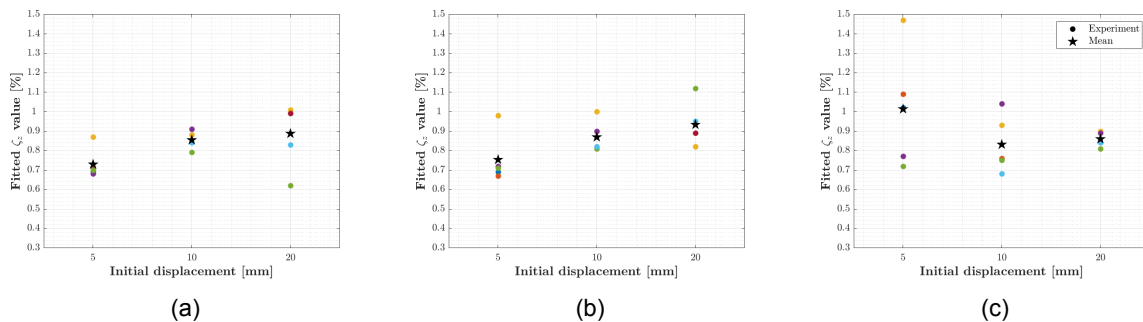 1.5
1.4
1.3
1.2
1.1
1
0.9
0.8
0.7
0.6
0.5
0.4
0.3
Fitted ζz value [%]
5 10 20
Initial displacement [mm]
(a)
1.5
1.4
1.3
1.2
1.1
1
0.9
0.8
0.7
0.6
0.5
0.4
0.3
Fitted ζz value [%]
5 10 20
Initial displacement [mm]
(b)
1.5
1.4
1.3
1.2
1.1
1
0.9
0.8
0.7
0.6
0.5
0.4
0.3
Fitted ζz value [%]
Experiment
Mean
5 10 20
Initial displacement [mm]
(c)